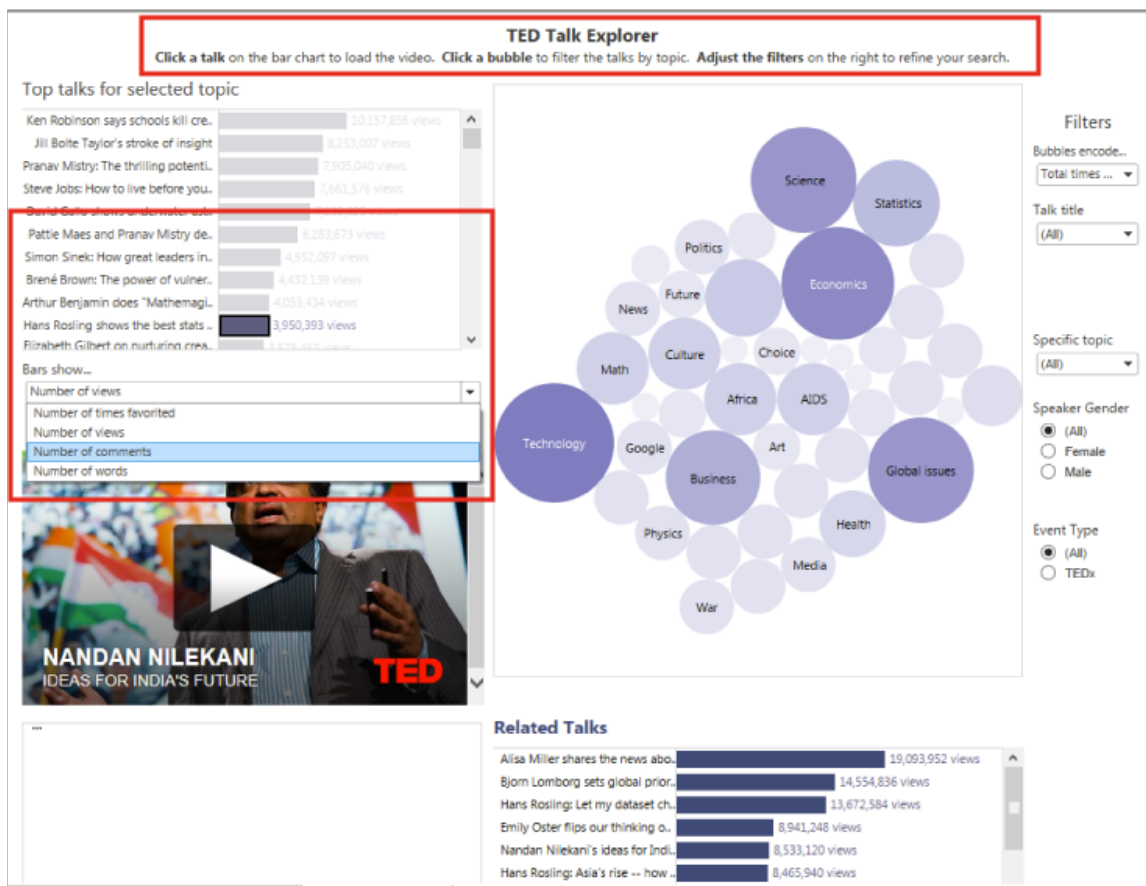 TED Talk Explorer
Click a talk on the bar chart to load the video. Click a bubble to filter the talks by topic. Adjust the filters on the right to refine your search.
Top talks for selected topic
Ken Robinson says schools kill cre.. 10,157,856 views
Jill Bolte Taylor's stroke of insight 8,253,007 views
Pranav Mistry: The thrilling potenti.. 7,905,040 views
Steve Jobs: How to live before you.. 7,661,576 views
David Gallo shows underwater ast..
Pattie Maes and Pranav Mistry de.. 6,283,673 views
Simon Sinek: How great leaders in.. 4,952,097 views
Brené Brown: The power of vulner.. 4,432,139 views
Arthur Benjamin does "Mathemagi.. 4,053,434 views
Hans Rosling shows the best stats .. 3,950,393 views
Elizabeth Gilbert on nurturing crea.. views
Bars show...
Number of views
Number of times favorited
Number of views
Number of comments
Number of words
NANDAN NILEKANI
IDEAS FOR INDIA'S FUTURE
TED
...
Science
Statistics
Politics
Economics
Future
News
Culture
Choice
Math
Africa
AIDS
Technology
Google
Art
Business
Global issues
Physics
Health
Media
War
Filters
Bubbles encode...
Total times ...
Talk title
(All)
Specific topic
(All)
Speaker Gender
(All)
Female
Male
Event Type
(All)
TEDx
Related Talks
Alisa Miller shares the news abo.. 19,093,952 views
Bjorn Lomborg sets global prior.. 14,554,836 views
Hans Rosling: Let my dataset ch.. 13,672,584 views
Emily Oster flips our thinking o.. 8,941,248 views
Nandan Nilekani's ideas for Indi.. 8,533,120 views
Hans Rosling: Asia's rise -- how .. 8,465,940 views